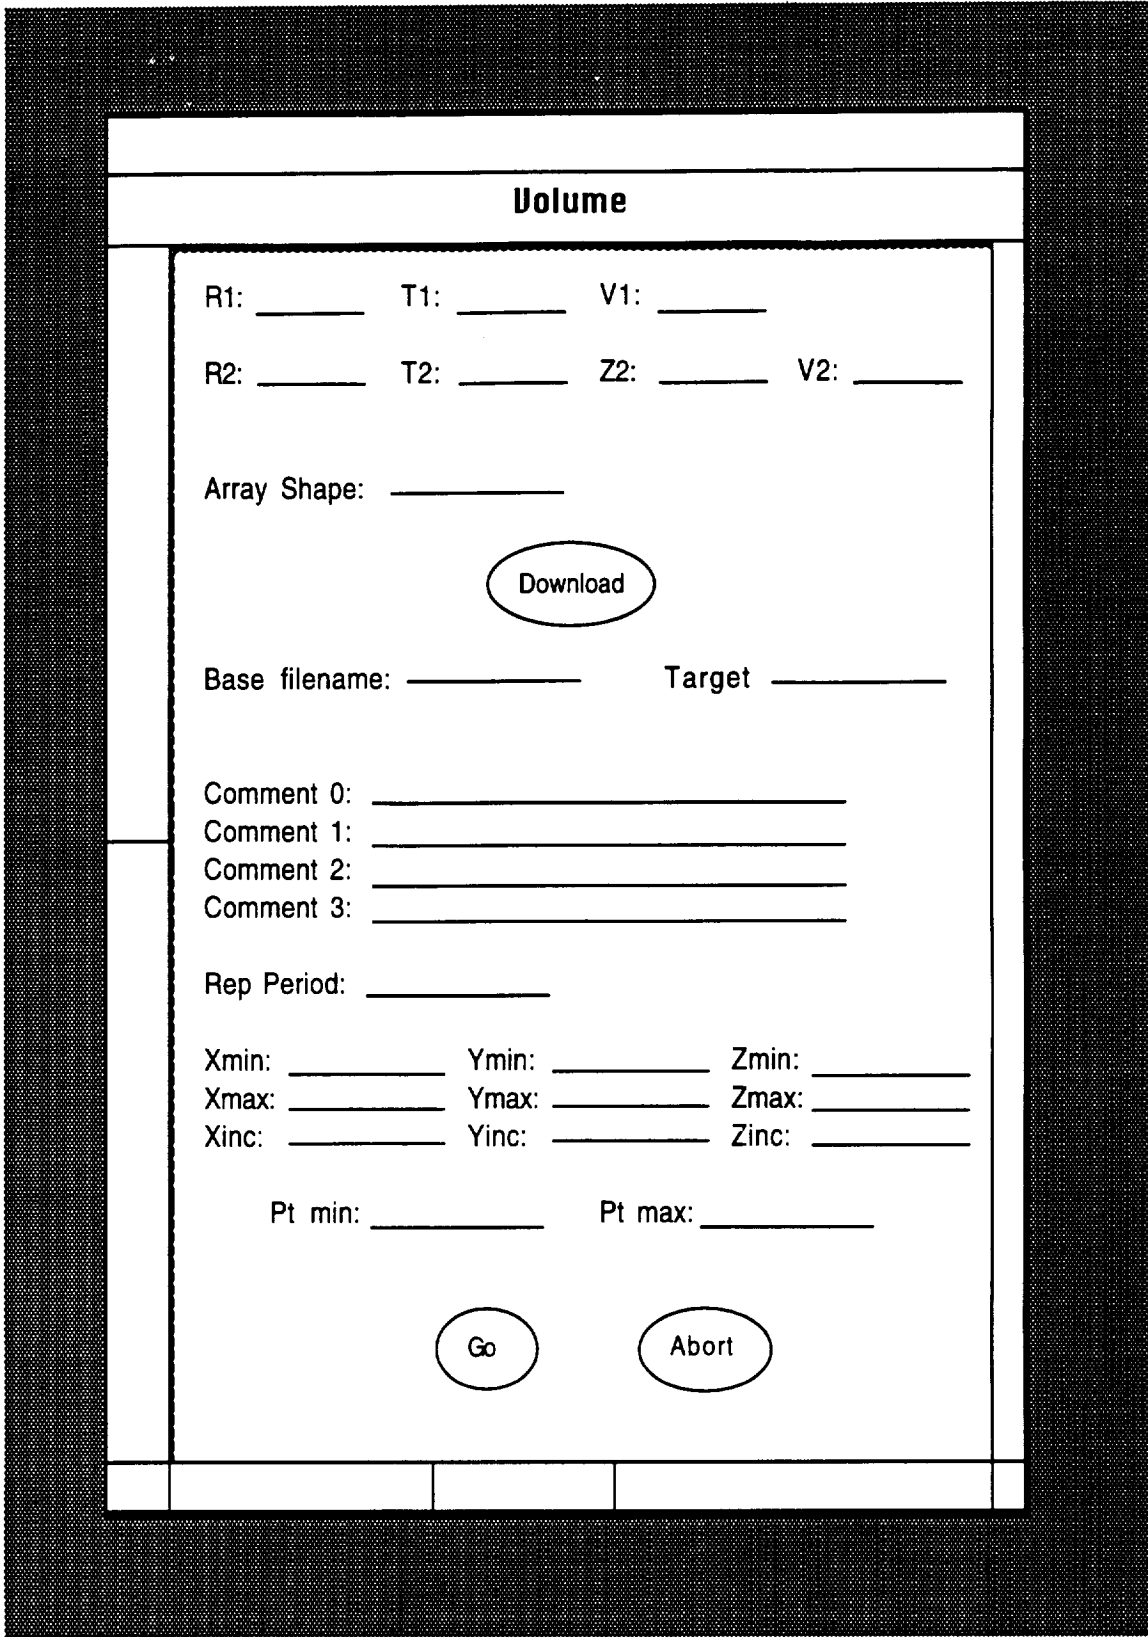 Volume
R1: T1: V1:
R2: T2: Z2: V2:
Array Shape:
Download
Base filename: Target
Comment 0:
Comment 1:
Comment 2:
Comment 3:
Rep Period:
Xmin: Ymin: Zmin:
Xmax: Ymax: Zmax:
Xinc: Yinc: Zinc:
Pt min: Pt max:
Go Abort